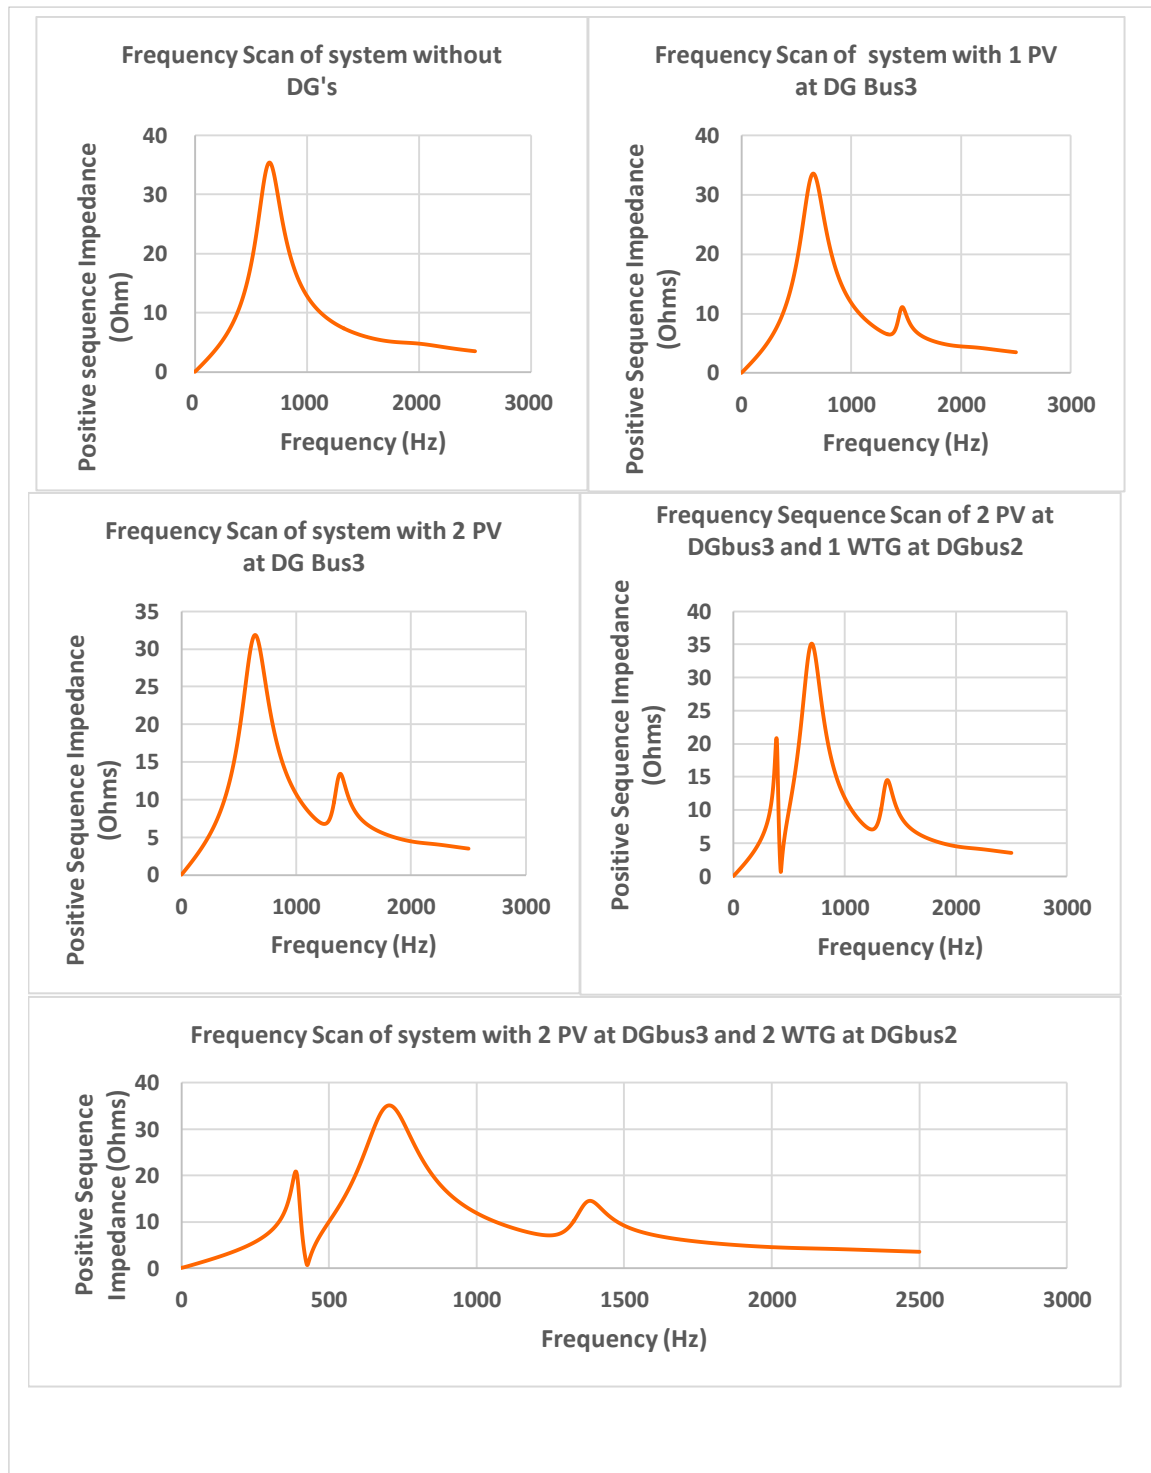 Frequency Scan of system without
DG's
Positive sequence Impedance
(Ohm)
40
30
20
10
0
0 1000 2000 3000
Frequency (Hz)
Frequency Scan of system with 1 PV
at DG Bus3
Positive Sequence Impedance
(Ohms)
40
30
20
10
0
0 1000 2000 3000
Frequency (Hz)
Frequency Scan of system with 2 PV
at DG Bus3
Positive Sequence Impedance
(Ohms)
35
30
25
20
15
10
5
0
0 1000 2000 3000
Frequency (Hz)
Frequency Sequence Scan of 2 PV at
DGbus3 and 1 WTG at DGbus2
Positive Sequence Impedance
(Ohms)
40
35
30
25
20
15
10
5
0
0 1000 2000 3000
Frequency (Hz)
Frequency Scan of system with 2 PV at DGbus3 and 2 WTG at DGbus2
Positive Sequence
Impedance (Ohms)
40
30
20
10
0
0 500 1000 1500 2000 2500 3000
Frequency (Hz)